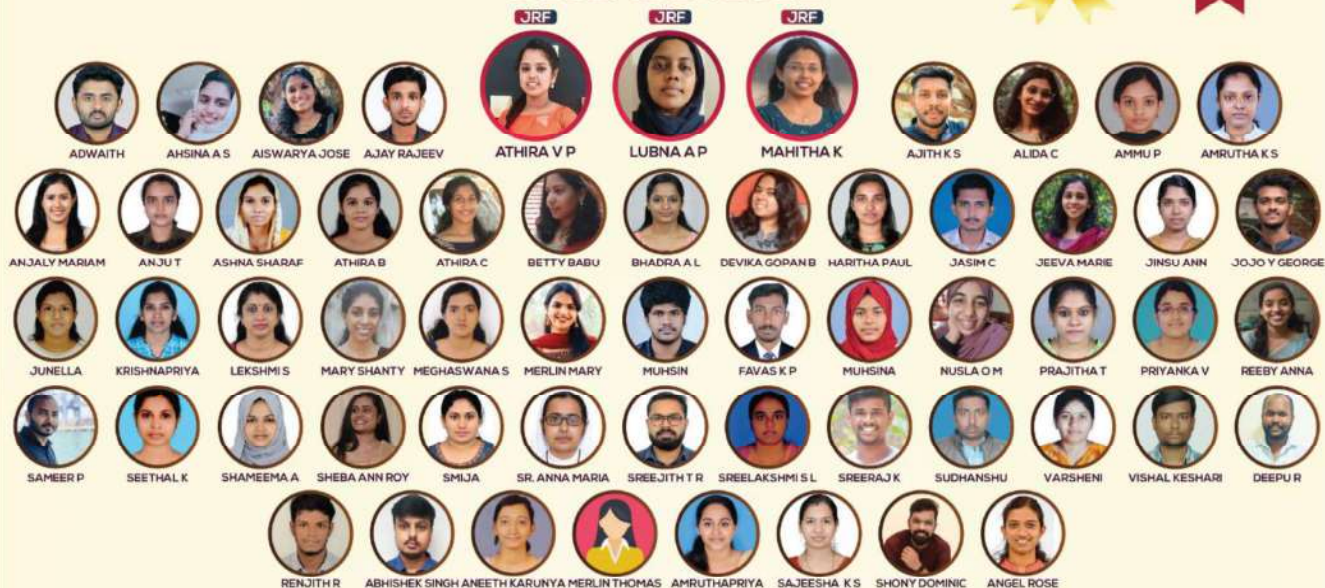 JRF JRF JRF
ADWAITH AHSINA A S AISWARYA JOSE AJAY RAJEEV ATHIRA V P LUBNA A P MAHITHA K AJITH K S ALIDA C AMMU P AMRUTHA K S
ANJALY MARIAM ANJU T ASHNA SHARAF ATHIRA B ATHIRA C BETTY BABU BHADRA A L DEVIKA GOPAN B HARITHA PAUL JASIM C JEEVA MARIE JINSU ANN JOJO Y GEORGE
JUNELLA KRISHNAPRIYA LEKSHMI S MARY SHANTY MEGHASWANA S MERLIN MARY MUHSIN FAVAS K P MUHSINA NUSLA O M PRAJITHA T PRIYANKA V REEBY ANNA
SAMEER P SEETHAL K SHAMEEMA A SHEBA ANN ROY SMIJA SR. ANNA MARIA SREEJITH T R SREELAKSHMI S L SREERAJ K SUDHANSHU VARSHENI VISHAL KESHARI DEEPU R
RENJITH R ABHISHEK SINGH ANEETH KARUNYA MERLIN THOMAS AMRUTHAPRIYA SAJEESHA K S SHONY DOMINIC ANGEL ROSE